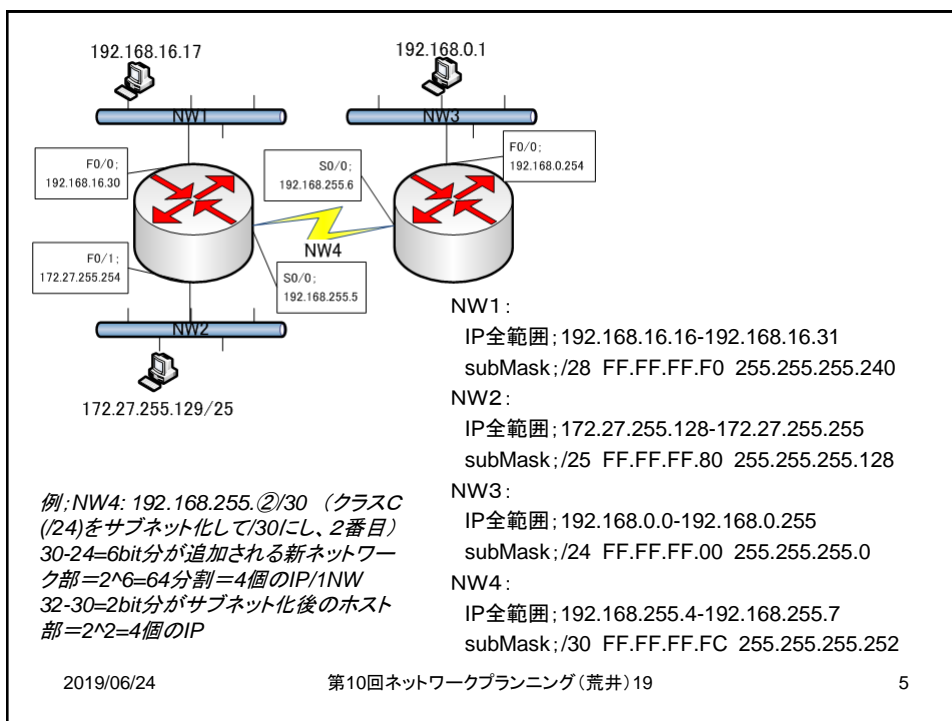 192.168.16.17
192.168.0.1
NW1
NW3
F0/0;
192.168.16.30
S0/0;
192.168.255.6
F0/0;
192.168.0.254
F0/1;
172.27.255.254
NW4
S0/0;
192.168.255.5
NW2
172.27.255.129/25
NW1:
IP全範囲;192.168.16.16-192.168.16.31
subMask;/28 FF.FF.FF.F0 255.255.255.240
NW2:
IP全範囲;172.27.255.128-172.27.255.255
subMask;/25 FF.FF.FF.80 255.255.255.128
NW3:
IP全範囲;192.168.0.0-192.168.0.255
subMask;/24 FF.FF.FF.00 255.255.255.0
NW4:
IP全範囲;192.168.255.4-192.168.255.7
subMask;/30 FF.FF.FF.FC 255.255.255.252
例;NW4: 192.168.255.②/30 (クラスC
(/24)をサブネット化して/30にし、2番目)
30-24=6bit分が追加される新ネットワー
ク部=2^6=64分割=4個のIP/1NW
32-30=2bit分がサブネット化後のホスト
部=2^2=4個のIP
2019/06/24
第10回ネットワークプランニング(荒井)19
5